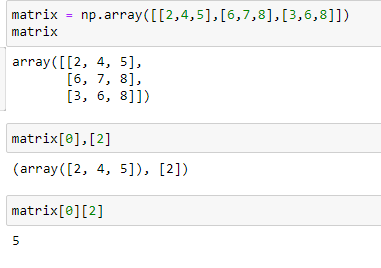 matrix = np.array([[2,4,5],[6,7,8],[3,6,8]])
matrix
array([[2, 4, 5],
       [6, 7, 8],
       [3, 6, 8]])
matrix[0],[2]
(array([2, 4, 5]), [2])
matrix[0][2]
5